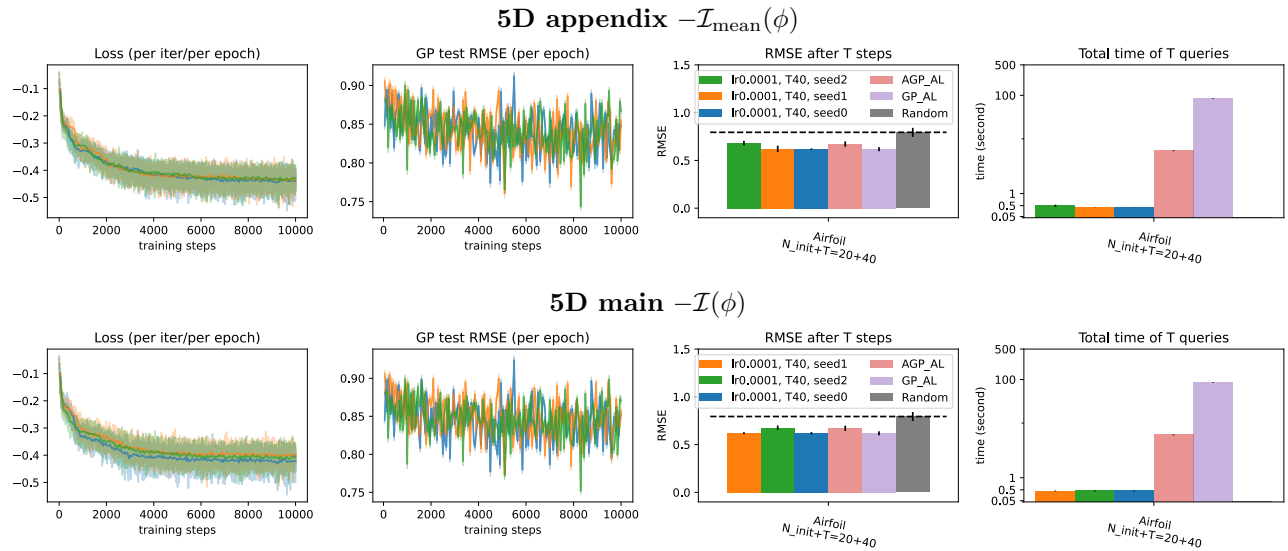 5D appendix −ℐmean(ϕ)
Loss (per iter/per epoch)
−0.1
−0.2
−0.3
−0.4
−0.5
0 2000 4000 6000 8000 10000
training steps
GP test RMSE (per epoch)
0.90
0.85
0.80
0.75
0 2000 4000 6000 8000 10000
training steps
RMSE after T steps
RMSE
1.5
1.0
0.5
0.0
lr0.0001, T40, seed2
lr0.0001, T40, seed1
lr0.0001, T40, seed0
AGP_AL
GP_AL
Random
Airfoil
N_init+T=20+40
Total time of T queries
time (second)
500
100
1
0.5
0.05
Airfoil
N_init+T=20+40
5D main −ℐ(ϕ)
Loss (per iter/per epoch)
−0.1
−0.2
−0.3
−0.4
−0.5
0 2000 4000 6000 8000 10000
training steps
GP test RMSE (per epoch)
0.90
0.85
0.80
0.75
0 2000 4000 6000 8000 10000
training steps
RMSE after T steps
RMSE
1.5
1.0
0.5
0.0
lr0.0001, T40, seed1
lr0.0001, T40, seed2
lr0.0001, T40, seed0
AGP_AL
GP_AL
Random
Airfoil
N_init+T=20+40
Total time of T queries
time (second)
500
100
1
0.5
0.05
Airfoil
N_init+T=20+40